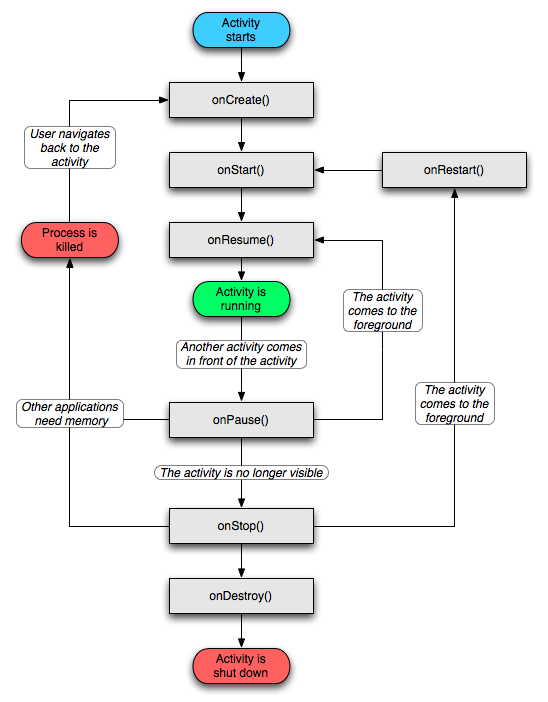 Activity
starts
onCreate()
User navigates
back to the
activity
onStart()
onRestart()
Process is
killed
onResume()
Activity is
running
The activity
comes to the
foreground
Another activity comes
in front of the activity
The activity
comes to the
foreground
Other applications
need memory
onPause()
The activity is no longer visible
onStop()
onDestroy()
Activity is
shut down